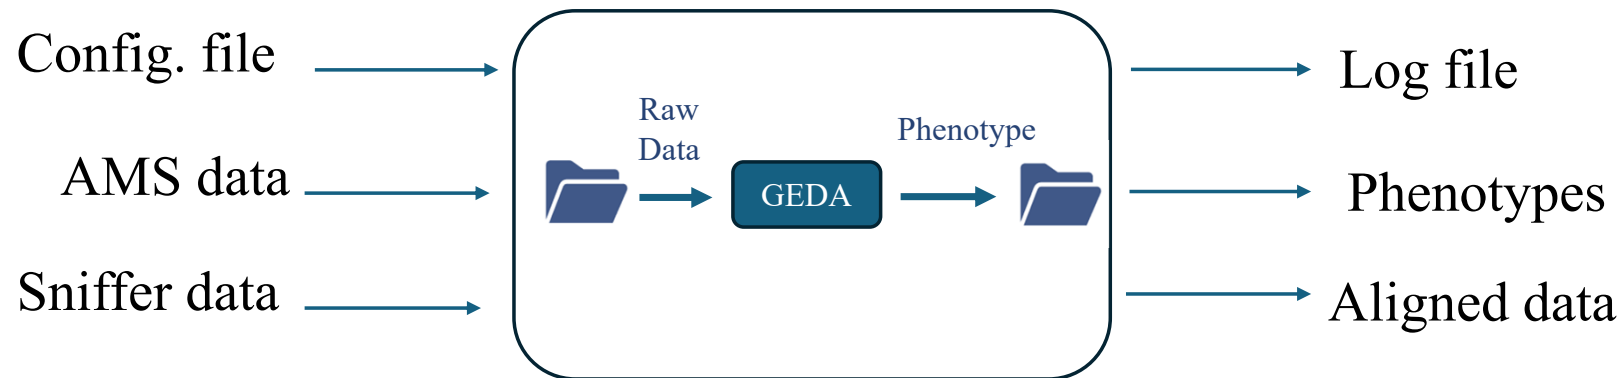 Config. file
AMS data
Sniffer data
Raw
Data
GEDA
Phenotype
Log file
Phenotypes
Aligned data